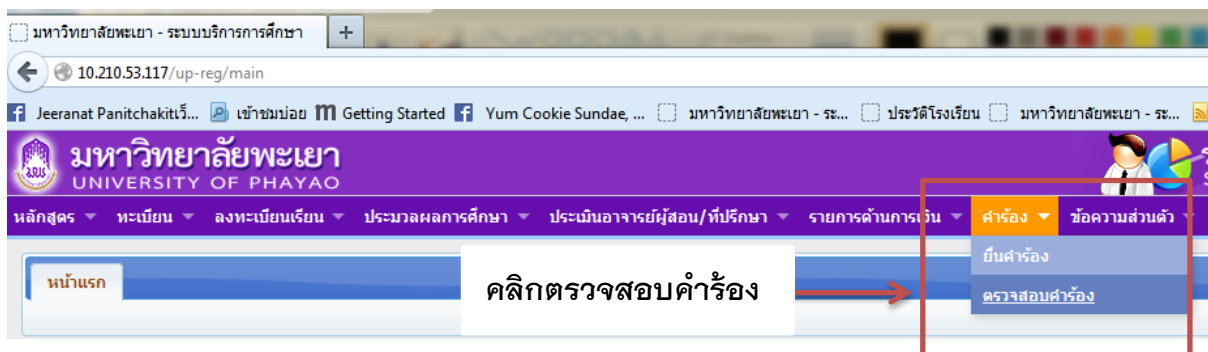 มหาวิทยาลัยพะเยา - ระบบบริการการศึกษา +
10.210.53.117/up-reg/main
Jeeranat Panitchakitเว็... เข้าชมบ่อย Getting Started Yum Cookie Sundae, ... มหาวิทยาลัยพะเยา - ระ... ประวัติโรงเรียน มหาวิทยาลัยพะเยา - ระ...
มหาวิทยาลัยพะเยา
UNIVERSITY OF PHAYAO
หลักสูตร ทะเบียน ลงทะเบียนเรียน ประมวลผลการศึกษา ประเมินอาจารย์ผู้สอน/ที่ปรึกษา รายการด้านการเงิน คำร้อง ข้อความส่วนตัว
ยื่นคำร้อง
หน้าแรก
คลิกตรวจสอบคำร้อง
ตรวจสอบคำร้อง